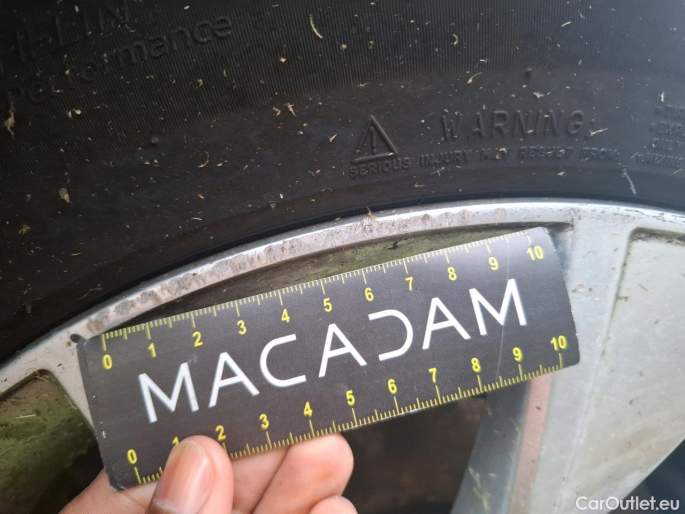 Performance
WARNING:
SERIOUS INJURY MAY RESULT FROM:
0 1 2 3 4 5 6 7 8 9 10
MACADAM
0 1 2 3 4 5 6 7 8 9 10
CarOutlet.eu